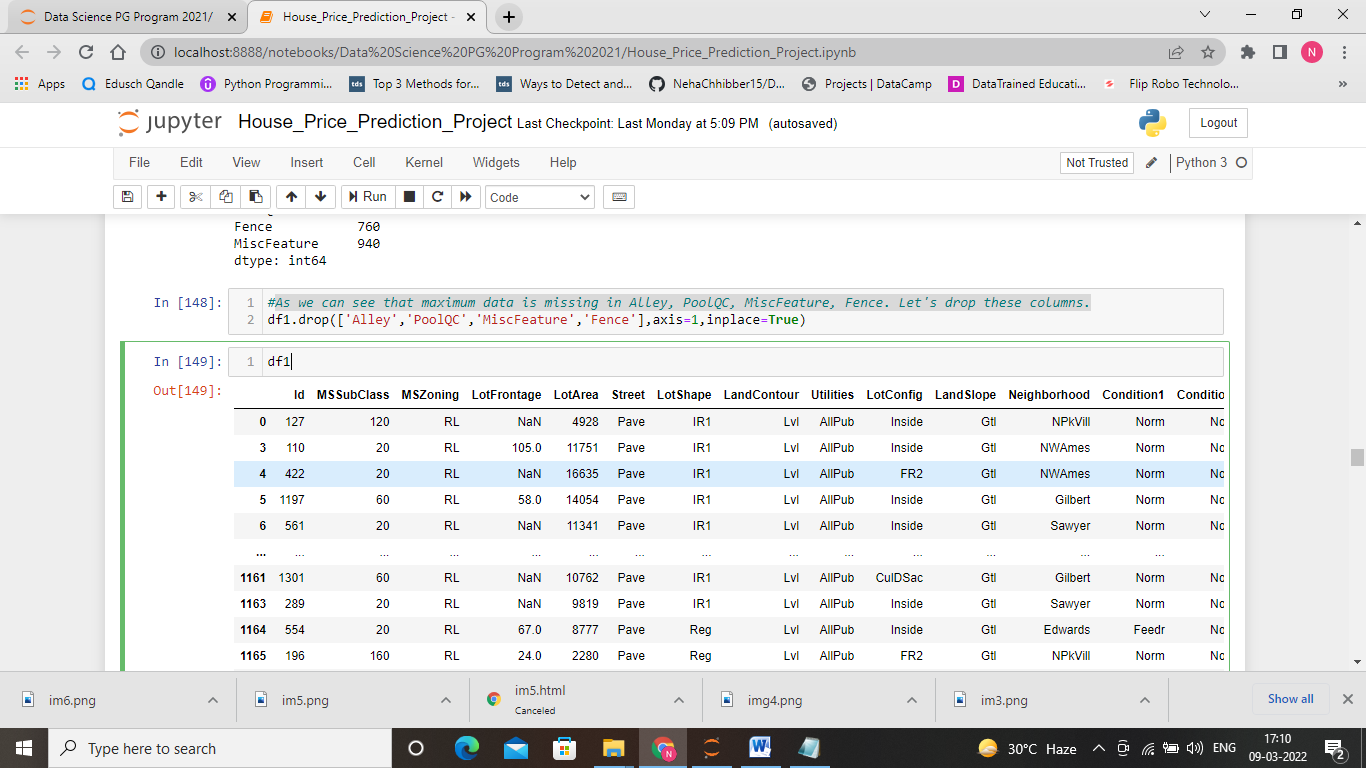 Data Science PG Program 2021/
House_Price_Prediction_Project -
localhost:8888/notebooks/Data%20Science%20PG%20Program%202021/House_Price_Prediction_Project.ipynb
N
Apps Edusch Qandle Python Programmi... tds Top 3 Methods for... tds Ways to Detect and... NehaChhibber15/D... Projects | DataCamp D DataTrained Educati... Flip Robo Technolo... »
jupyter House_Price_Prediction_Project Last Checkpoint: Last Monday at 5:09 PM (autosaved) Logout
File Edit View Insert Cell Kernel Widgets Help Not Trusted Python 3
Run Code
Fence 760
MiscFeature 940
dtype: int64
In [148]: 1 #As we can see that maximum data is missing in Alley, PoolQC, MiscFeature, Fence. Let's drop these columns.
2 df1.drop(['Alley','PoolQC','MiscFeature','Fence'],axis=1,inplace=True)
In [149]: 1 df1
Out[149]:
Id MSSubClass MSZoning LotFrontage LotArea Street LotShape LandContour Utilities LotConfig LandSlope Neighborhood Condition1 Conditio
0 127 120 RL NaN 4928 Pave IR1 Lvl AllPub Inside Gtl NPkVill Norm No
3 110 20 RL 105.0 11751 Pave IR1 Lvl AllPub Inside Gtl NWAmes Norm No
4 422 20 RL NaN 16635 Pave IR1 Lvl AllPub FR2 Gtl NWAmes Norm No
5 1197 60 RL 58.0 14054 Pave IR1 Lvl AllPub Inside Gtl Gilbert Norm No
6 561 20 RL NaN 11341 Pave IR1 Lvl AllPub Inside Gtl Sawyer Norm No
... ... ... ... ... ... ... ... ... ... ... ... ... ...
1161 1301 60 RL NaN 10762 Pave IR1 Lvl AllPub CulDSac Gtl Gilbert Norm No
1163 289 20 RL NaN 9819 Pave IR1 Lvl AllPub Inside Gtl Sawyer Norm No
1164 554 20 RL 67.0 8777 Pave Reg Lvl AllPub Inside Gtl Edwards Feedr No
1165 196 160 RL 24.0 2280 Pave Reg Lvl AllPub FR2 Gtl NPkVill Norm No
im6.png im5.png im5.html img4.png im3.png Show all
Canceled
Type here to search
30°C Haze ENG
17:10
09-03-2022
2